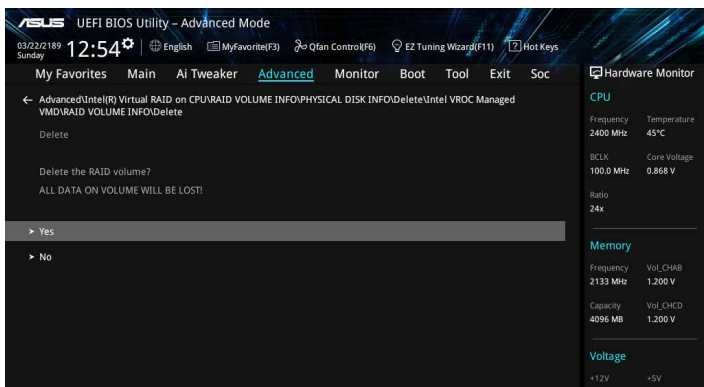 ASUS UEFI BIOS Utility – Advanced Mode
03/22/2189 Sunday 12:54 English MyFavorite(F3) Qfan Control(F6) EZ Tuning Wizard(F11) ? Hot Keys
My Favorites Main Ai Tweaker Advanced Monitor Boot Tool Exit Soc
Advanced\Intel(R) Virtual RAID on CPU\RAID VOLUME INFO\PHYSICAL DISK INFO\Delete\Intel VROC Managed
VMD\RAID VOLUME INFO\Delete
Delete
Delete the RAID volume?
ALL DATA ON VOLUME WILL BE LOST!
Yes
No
Hardware Monitor
CPU
Frequency Temperature
2400 MHz 45°C
BCLK Core Voltage
100.0 MHz 0.868 V
Ratio
24x
Memory
Frequency Vol_CHAB
2133 MHz 1.200 V
Capacity Vol_CHCD
4096 MB 1.200 V
Voltage
+12V +5V